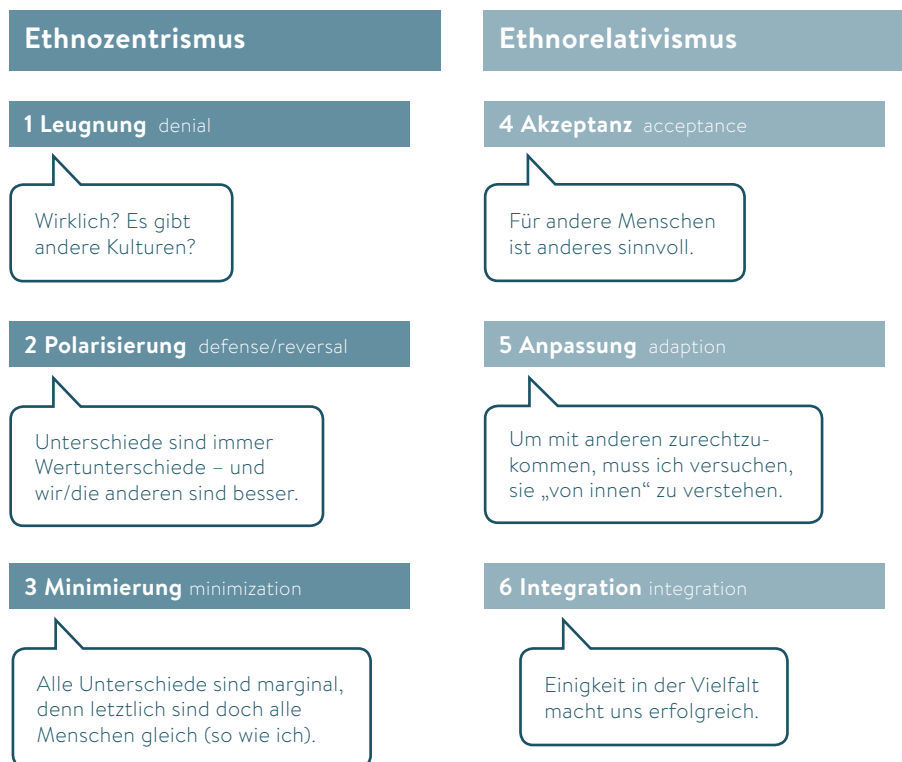 Ethnozentrismus
1 Leugnung denial
Wirklich? Es gibt
andere Kulturen?
2 Polarisierung defense/reversal
Unterschiede sind immer
Wertunterschiede – und
wir/die anderen sind besser.
3 Minimierung minimization
Alle Unterschiede sind marginal,
denn letztlich sind doch alle
Menschen gleich (so wie ich).
Ethnorelativismus
4 Akzeptanz acceptance
Für andere Menschen
ist anderes sinnvoll.
5 Anpassung adaption
Um mit anderen zurechtzu-
kommen, muss ich versuchen,
sie „von innen“ zu verstehen.
6 Integration integration
Einigkeit in der Vielfalt
macht uns erfolgreich.